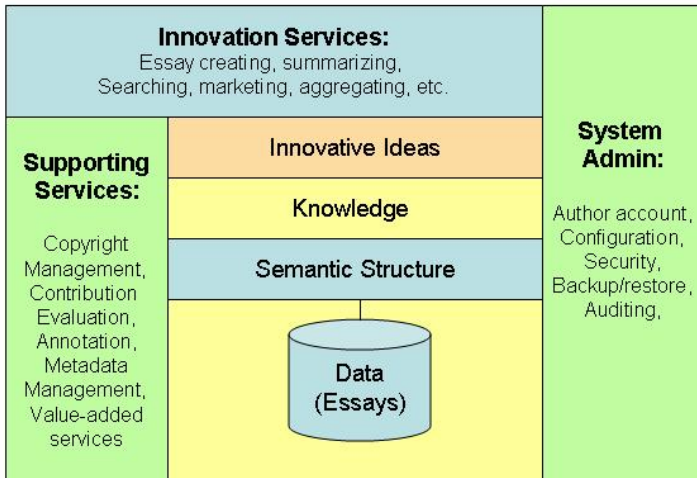 Innovation Services:
Essay creating, summarizing,
Searching, marketing, aggregating, etc.
Supporting
Services:
Copyright
Management,
Contribution
Evaluation,
Annotation,
Metadata
Management,
Value-added
services
Innovative Ideas
Knowledge
Semantic Structure
Data
(Essays)
System
Admin:
Author account,
Configuration,
Security,
Backup/restore,
Auditing,